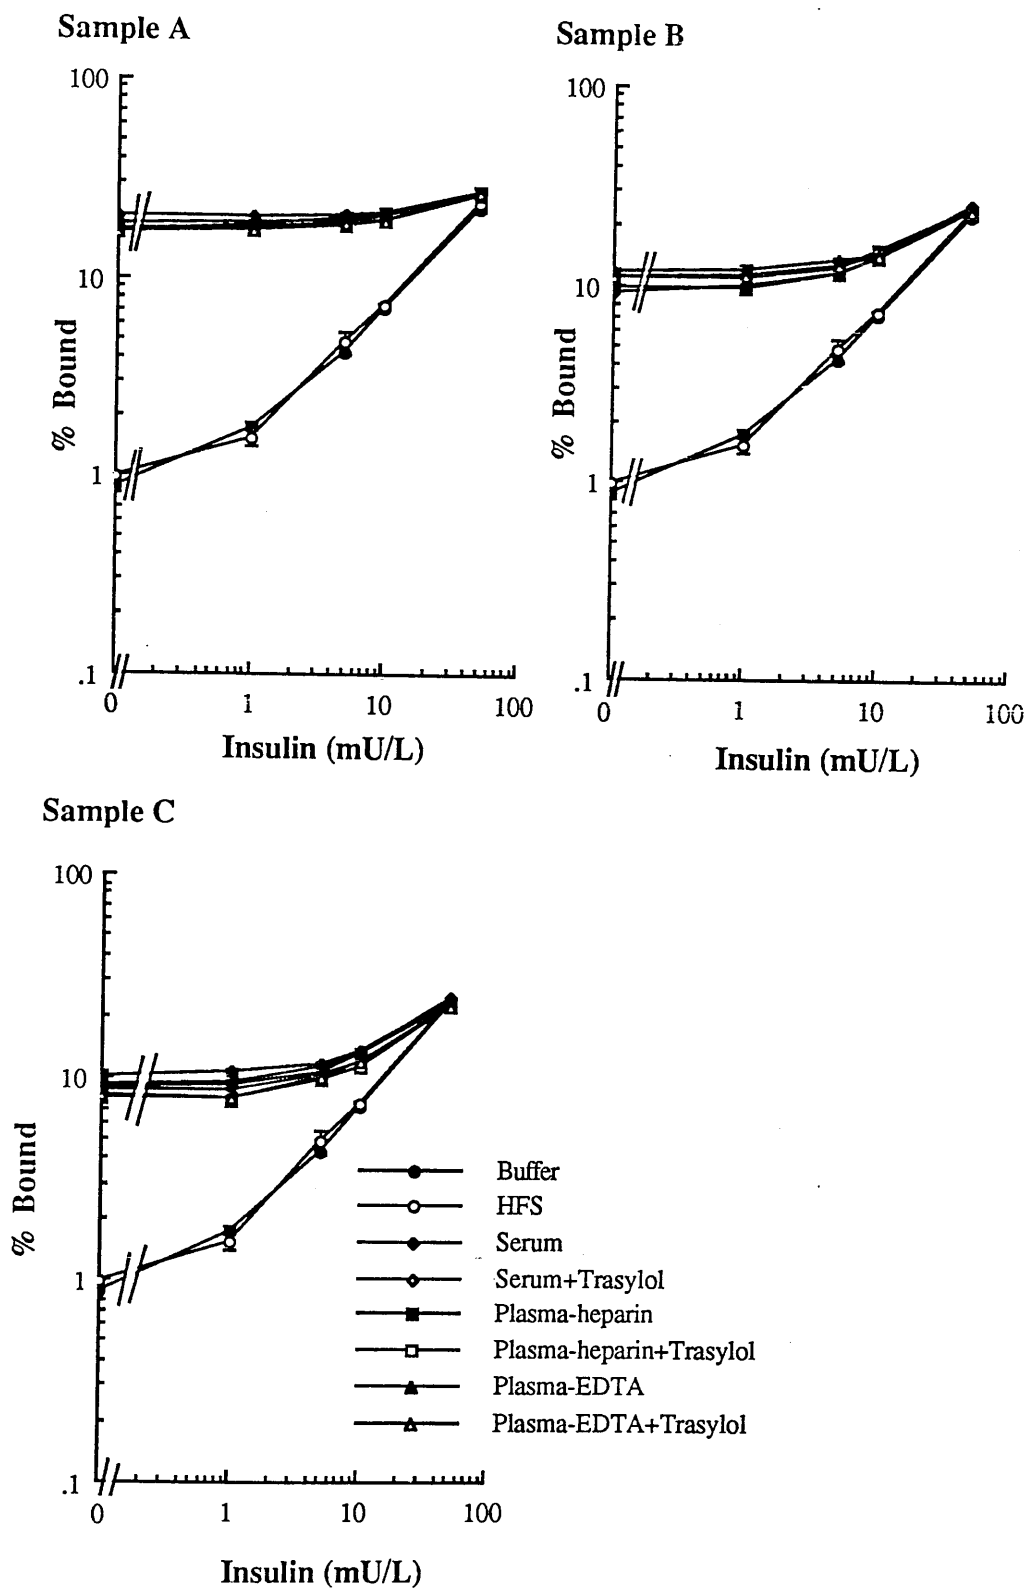 Sample A
100
10
1
.1
% Bound
0 1 10 100
Insulin (mU/L)
Sample B
100
10
1
.1
% Bound
0 1 10 100
Insulin (mU/L)
Sample C
100
10
1
.1
% Bound
0 1 10 100
Insulin (mU/L)
Buffer
HFS
Serum
Serum+Trasylol
Plasma-heparin
Plasma-heparin+Trasylol
Plasma-EDTA
Plasma-EDTA+Trasylol